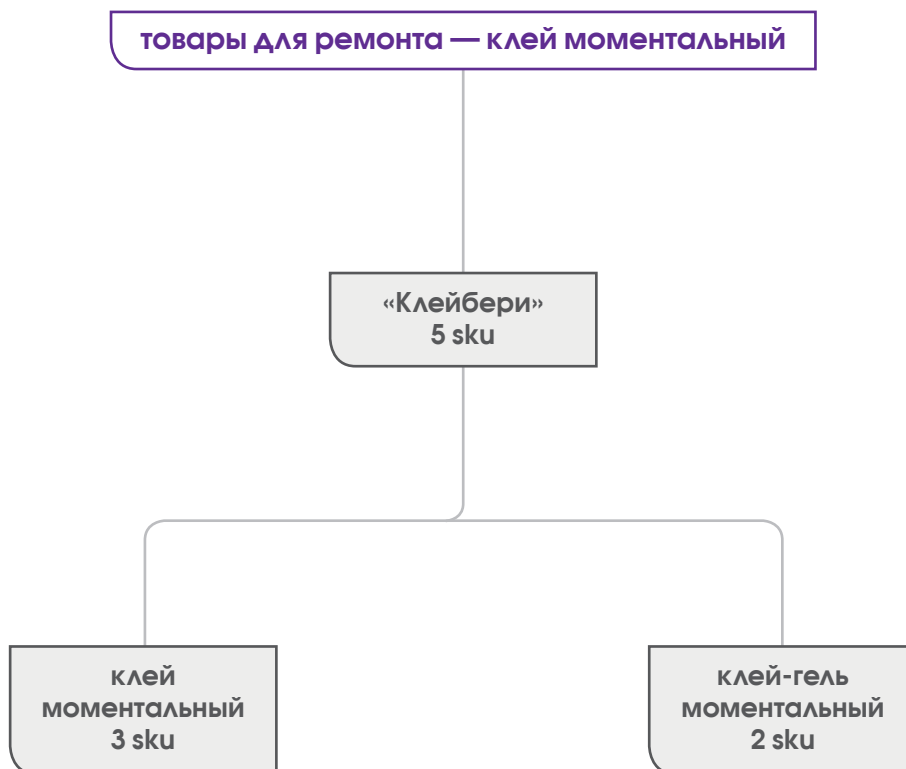 товары для ремонта — клей моментальный
«Клейбери»
5 sku
клей
моментальный
3 sku
клей-гель
моментальный
2 sku